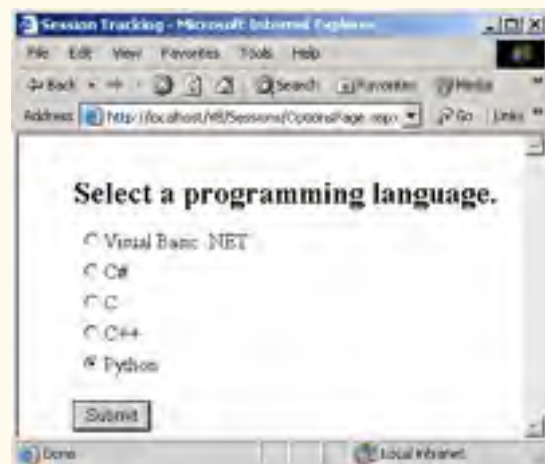 Session Tracking - Microsoft Internet Explorer
File Edit View Favorites Tools Help
Back Search Favorites Media
Address http://localhost/ Sessions/OptionsPage.aspx Go Links
Select a programming language.
Visual Basic .NET
C#
C
C++
Python
Submit
Done Local intranet